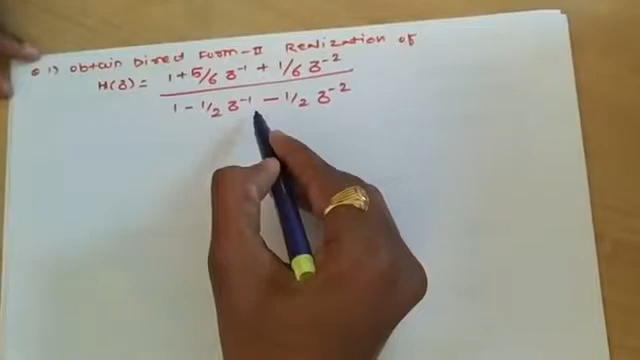 Q 1) obtain Direct Form-II Realization of
H(z) = 1 + 5/6 z⁻¹ + 1/6 z⁻²
1 - 1/2 z⁻¹ - 1/2 z⁻²